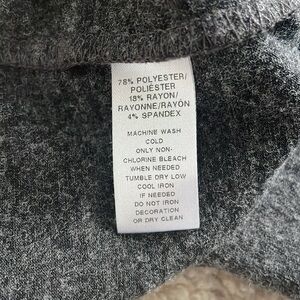 78% POLYESTER/
POLIÉSTER
18% RAYON/
RAYONNE/RAYÓN
4% SPANDEX
MACHINE WASH
COLD
ONLY NON-
CHLORINE BLEACH
WHEN NEEDED
TUMBLE DRY LOW
COOL IRON
IF NEEDED
DO NOT IRON
DECORATION
OR DRY CLEAN